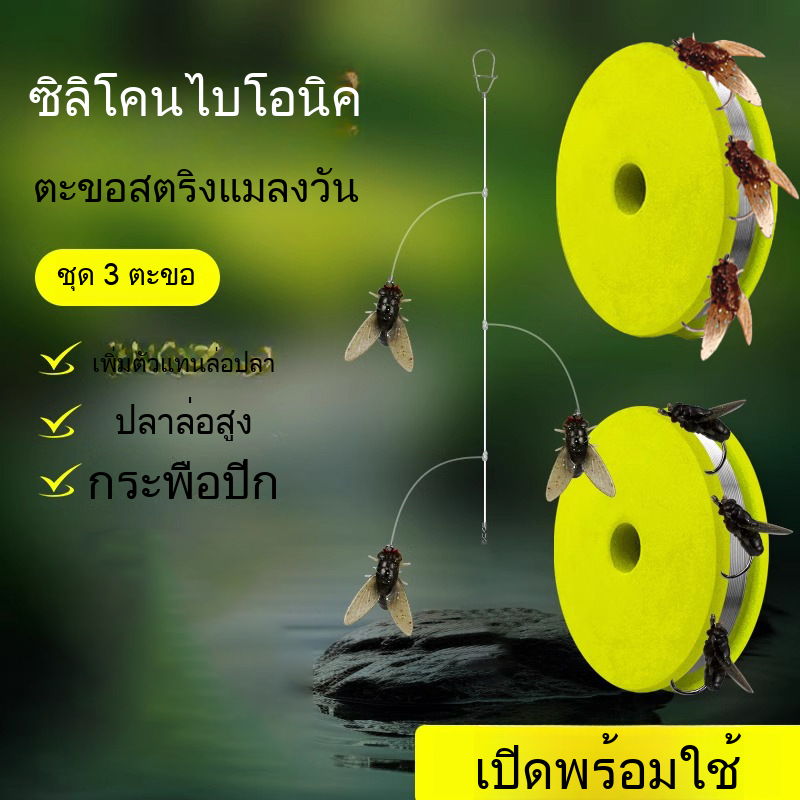 ซิลิโคนไบโอนิค
ตะขอสตริงแมลงวัน
ชุด 3 ตะขอ
เพิ่มตัวแทนล่อปลา
ปลาล่อสูง
กระพือปีก
เปิดพร้อมใช้